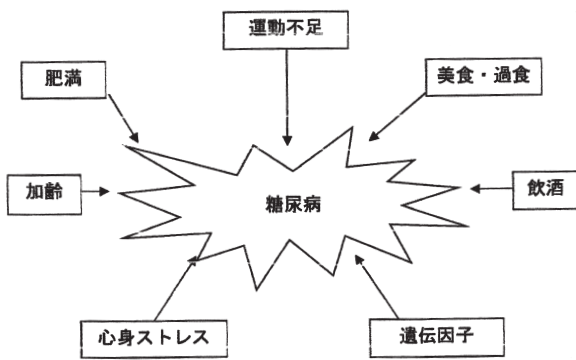 運動不足
肥満
美食・過食
加齢
糖尿病
飲酒
心身ストレス
遺伝因子